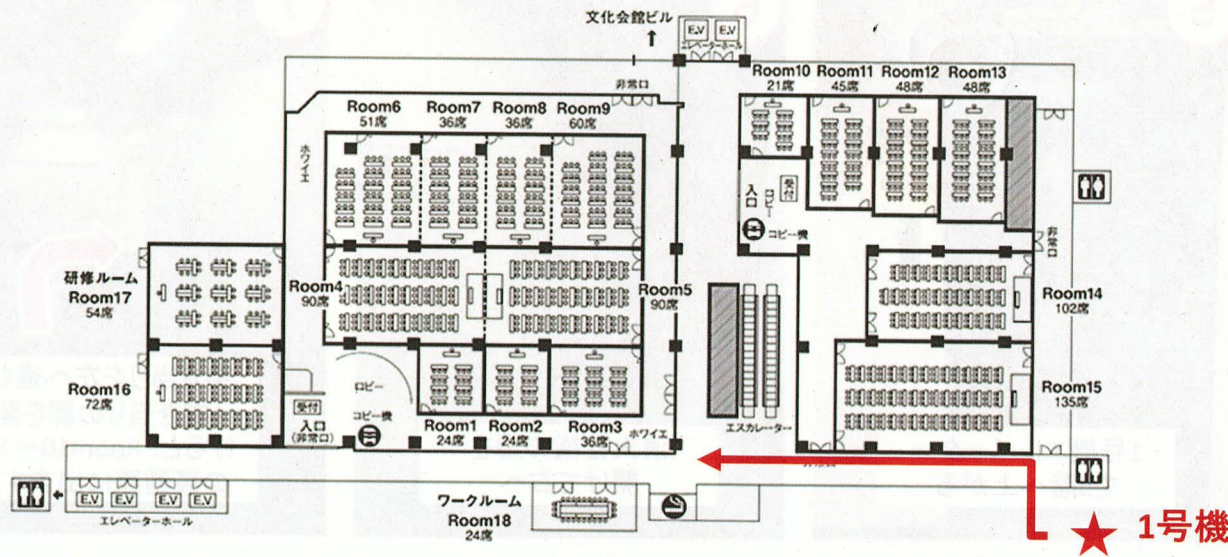 文化会館ビル
E.V E.V
エレベーターホール
非常口
Room10
21席
Room11
45席
Room12
48席
Room13
48席
Room6
51席
Room7
36席
Room8
36席
Room9
60席
ホワイエ
入口
ロビー
受付
コピー機
非常口
研修ルーム
Room17
54席
Room4
90席
Room5
90席
Room14
102席
Room16
72席
ロビー
受付
入口
(非常口)
コピー機
Room1
24席
Room2
24席
Room3
36席
ホワイエ
エスカレーター
Room15
135席
非常口
E.V E.V E.V E.V
エレベーターホール
ワークルーム
Room18
24席
1号機